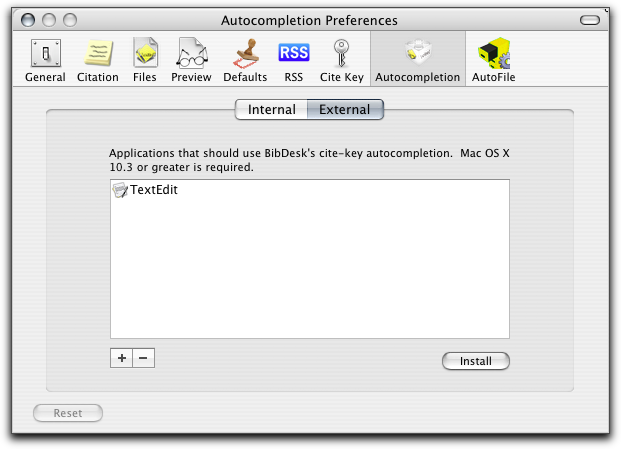 Autocompletion Preferences
General Citation Files Preview Defaults RSS Cite Key Autocompletion AutoFile
RSS
Internal External
Applications that should use BibDesk's cite-key autocompletion.  Mac OS X
10.3 or greater is required.
TextEdit
+ −
Install
Reset